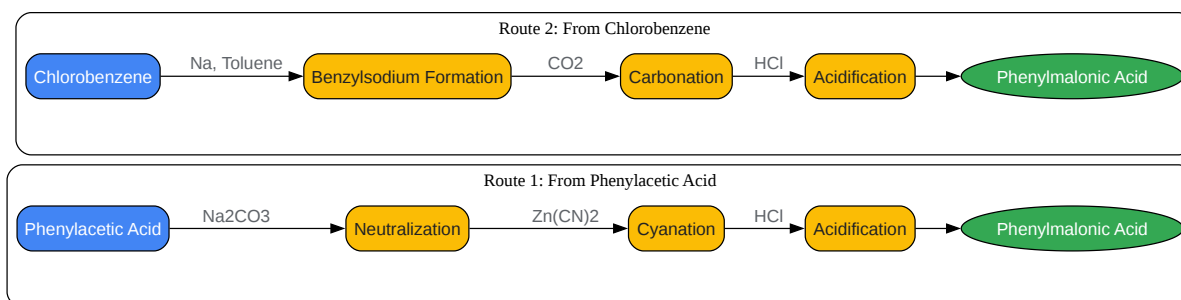 Route 2: From Chlorobenzene
Chlorobenzene
Na, Toluene
Benzylsodium Formation
CO2
Carbonation
HCl
Acidification
Phenylmalonic Acid
Route 1: From Phenylacetic Acid
Phenylacetic Acid
Na2CO3
Neutralization
Zn(CN)2
Cyanation
HCl
Acidification
Phenylmalonic Acid